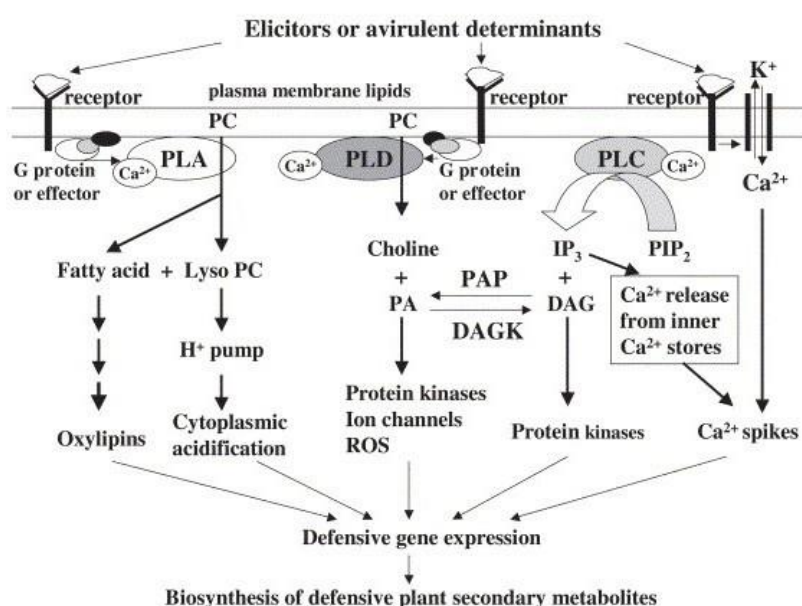 Elicitors or avirulent determinants
K⁺
receptor
plasma membrane lipids
receptor
receptor
PC
PC
G protein
or effector
Ca²⁺
PLA
Ca²⁺
PLD
G protein
or effector
PLC
Ca²⁺
Ca²⁺
Fatty acid + Lyso PC
Choline
+
PA
PAP
DAGK
IP₃
+
DAG
PIP₂
Ca²⁺ release
from inner
Ca²⁺ stores
H⁺ pump
Oxylipins
Cytoplasmic
acidification
Protein kinases
Ion channels
ROS
Protein kinases
Ca²⁺ spikes
Defensive gene expression
Biosynthesis of defensive plant secondary metabolites